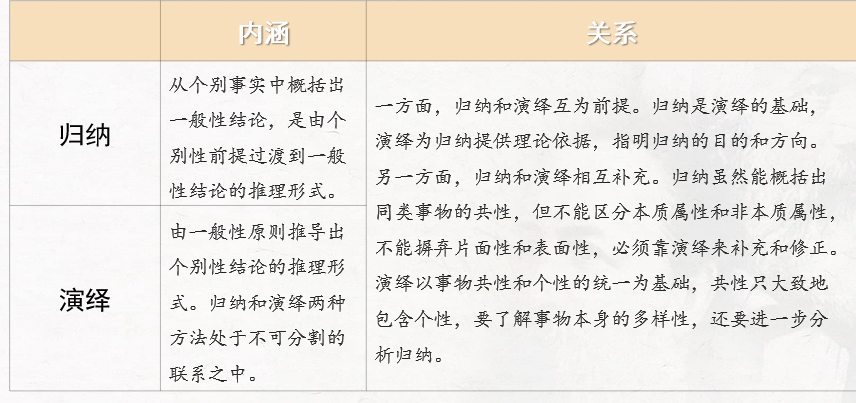 内涵
关系
归纳
从个别事实中概括出
一般性结论，是由个
别性前提过渡到一般
性结论的推理形式。
一方面，归纳和演绎互为前提。归纳是演绎的基础，
演绎为归纳提供理论依据，指明归纳的目的和方向。
另一方面，归纳和演绎相互补充。归纳虽然能概括出
同类事物的共性，但不能区分本质属性和非本质属性，
不能摒弃片面性和表面性，必须靠演绎来补充和修正。
演绎以事物共性和个性的统一为基础，共性只大致地
包含个性，要了解事物本身的多样性，还要进一步分
析归纳。
演绎
由一般性原则推导出
个别性结论的推理形
式。归纳和演绎两种
方法处于不可分割的
联系之中。